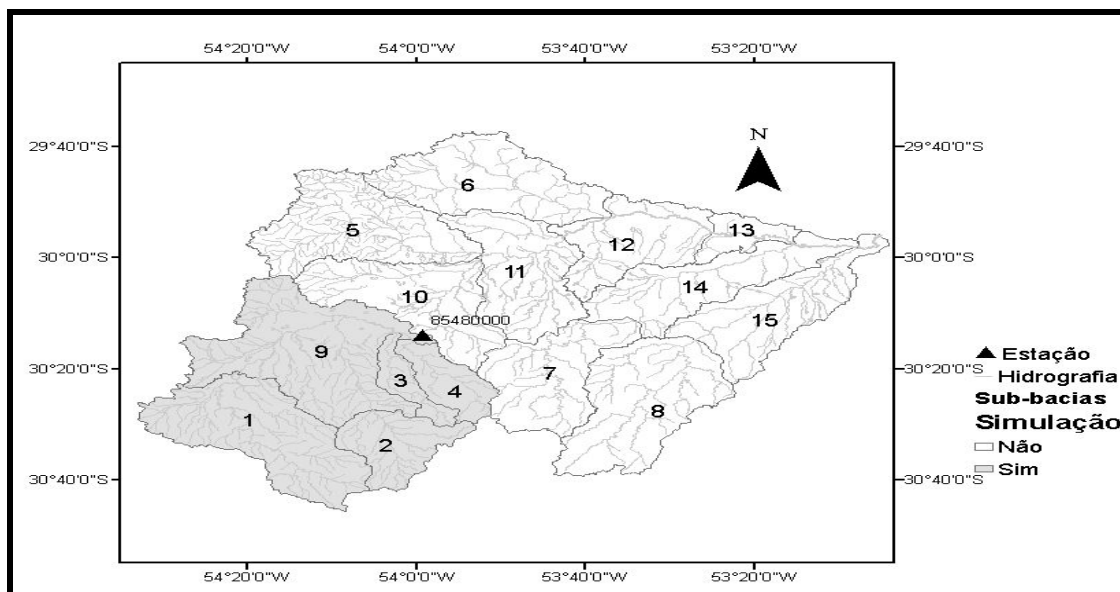 54°20'0"W 54°0'0"W 53°40'0"W 53°20'0"W
N
29°40'0"S 29°40'0"S
6
13
5
12
30°0'0"S 30°0'0"S
11
14
10
85480000
15
9
30°20'0"S 30°20'0"S
7
3
4
8
1
2
30°40'0"S 30°40'0"S
Estação
Hidrografia
Sub-bacias
Simulação
Não
Sim
54°20'0"W 54°0'0"W 53°40'0"W 53°20'0"W